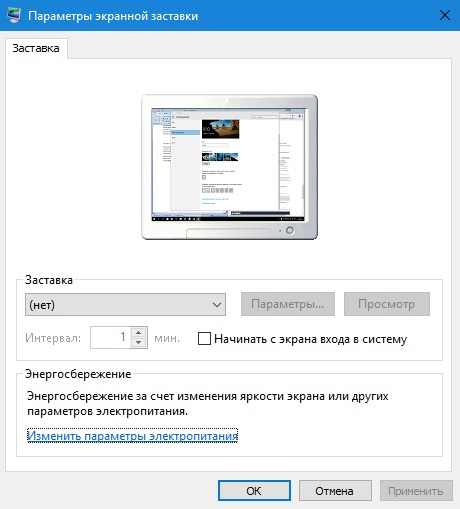 Параметры экранной заставки
Заставка
Заставка
(нет)
Параметры...
Просмотр
Интервал:
1
мин.
Начинать с экрана входа в систему
Энергосбережение
Энергосбережение за счет изменения яркости экрана или других
параметров электропитания.
Изменить параметры электропитания
ОК
Отмена
Применить